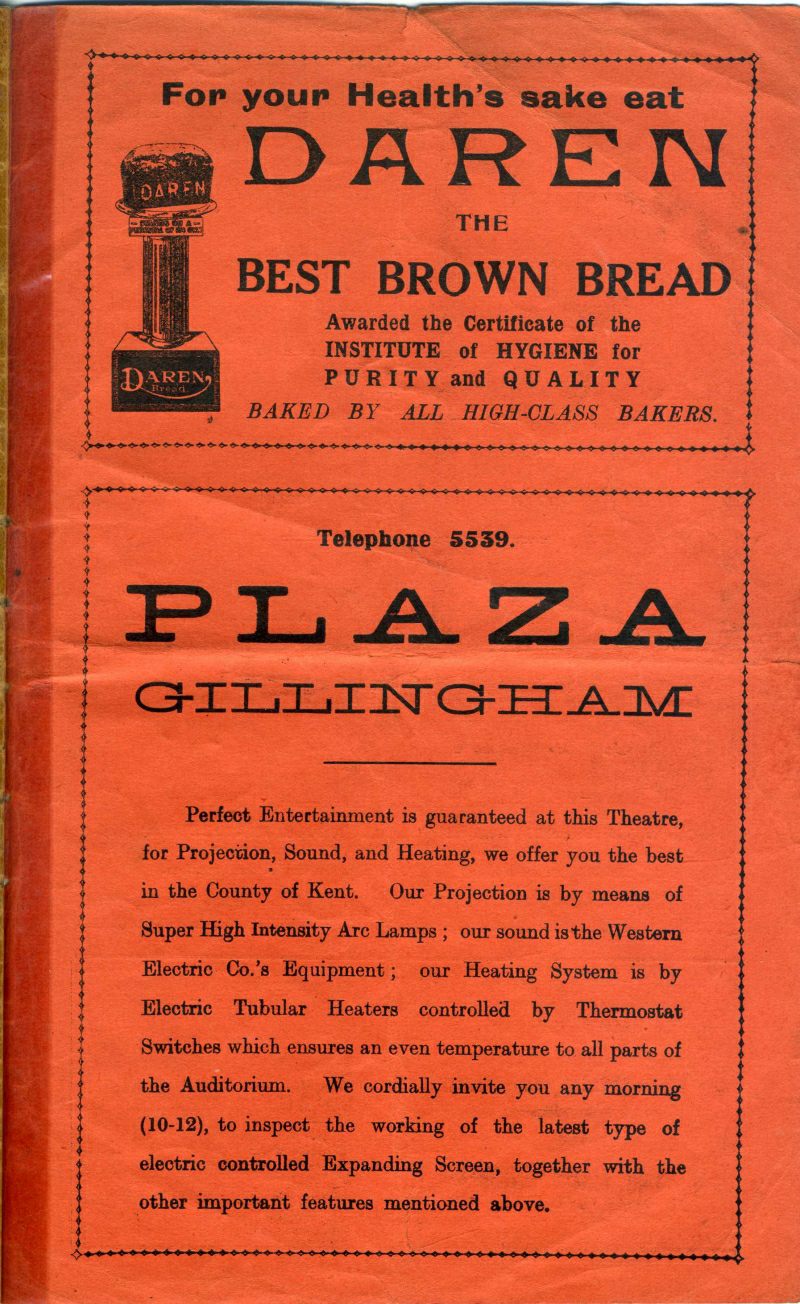 For your Health's sake eat
DAREN
DAREN
THE
BEST BROWN BREAD
Awarded the Certificate of the
INSTITUTE of HYGIENE for
PURITY and QUALITY
DAREN
Bread
BAKED BY ALL HIGH-CLASS BAKERS.
Telephone 5539.
PLAZA
GILLINGHAM
Perfect Entertainment is guaranteed at this Theatre,
for Projection, Sound, and Heating, we offer you the best
in the County of Kent. Our Projection is by means of
Super High Intensity Arc Lamps ; our sound is the Western
Electric Co.'s Equipment ; our Heating System is by
Electric Tubular Heaters controlled by Thermostat
Switches which ensures an even temperature to all parts of
the Auditorium. We cordially invite you any morning
(10-12), to inspect the working of the latest type of
electric controlled Expanding Screen, together with the
other important features mentioned above.